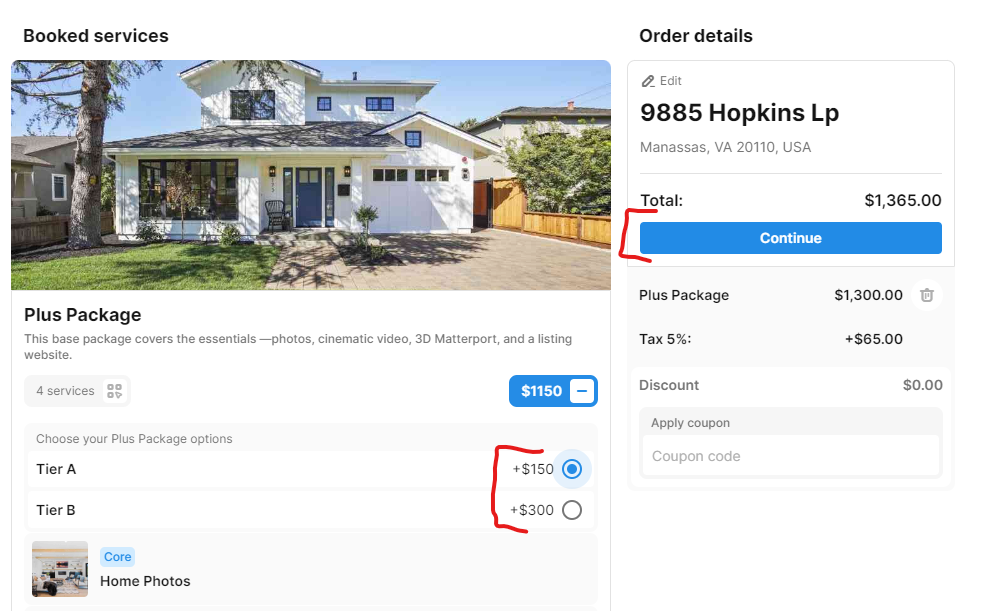 Booked services
Plus Package
This base package covers the essentials —photos, cinematic video, 3D Matterport, and a listing
website.
4 services
$1150
Choose your Plus Package options
Tier A +$150
Tier B +$300
Core
Home Photos
Order details
Edit
9885 Hopkins Lp
Manassas, VA 20110, USA
Total: $1,365.00
Continue
Plus Package $1,300.00
Tax 5%: +$65.00
Discount $0.00
Apply coupon
Coupon code